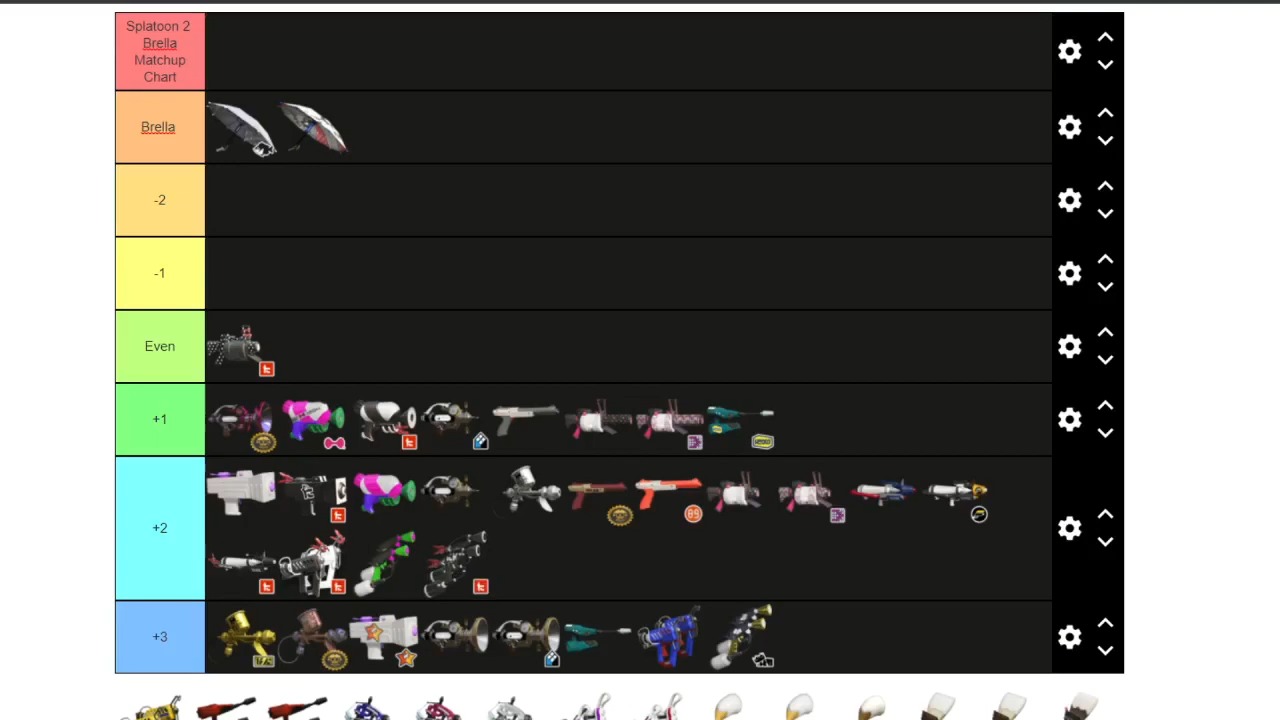 Splatoon 2
Brella
Matchup
Chart
Brella
-2
-1
Even
+1
+2
+3